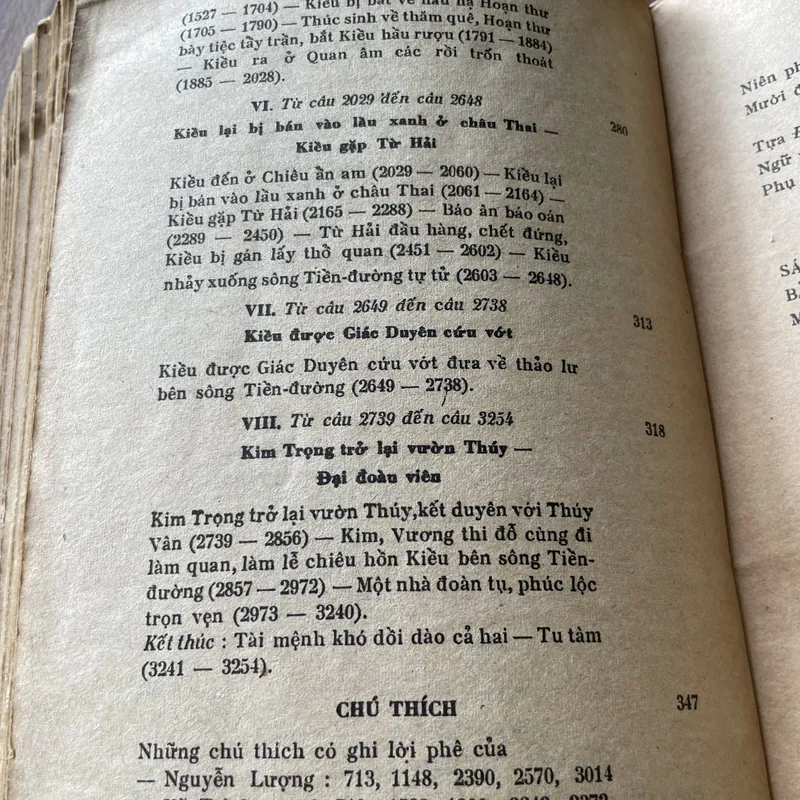 (1527 — 1704) — Kiều bị bắt về hầu hạ Hoạn thư
(1705 — 1790) — Thúc sinh về thăm quê, Hoạn thư
bày tiệc tẩy trần, bắt Kiều hầu rượu (1791 — 1884)
— Kiều ra ở Quan âm các rồi trốn thoát
(1885 — 2028).
VI. Từ câu 2029 đến câu 2648
Kiều lại bị bán vào lầu xanh ở châu Thai — 280
Kiều gặp Từ Hải
Kiều đến ở Chiêu ẩn am (2029 — 2060) — Kiều lại
bị bán vào lầu xanh ở châu Thai (2061 — 2164) —
Kiều gặp Từ Hải (2165 — 2288) — Báo ân báo oán
(2289 — 2450) — Từ Hải đầu hàng, chết đứng,
Kiều bị gán lấy thổ quan (2451 — 2602) — Kiều
nhảy xuống sông Tiền-đường tự tử (2603 — 2648).
VII. Từ câu 2649 đến câu 2738
Kiều được Giác Duyên cứu vớt 313
Kiều được Giác Duyên cứu vớt đưa về thảo lư
bên sông Tiền-đường (2649 — 2738).
VIII. Từ câu 2739 đến câu 3254
Kim Trọng trở lại vườn Thúy — 318
Đại đoàn viên
Kim Trọng trở lại vườn Thúy,kết duyên với Thúy
Vân (2739 — 2856) — Kim, Vương thi đỗ cùng đi
làm quan, làm lễ chiêu hồn Kiều bên sông Tiền-
đường (2857 — 2972) — Một nhà đoàn tụ, phúc lộc
trọn vẹn (2973 — 3240).
Kết thúc : Tài mệnh khó dồi dào cả hai — Tu tâm
(3241 — 3254).
CHÚ THÍCH 347
Những chú thích có ghi lời phê của
— Nguyễn Lượng : 713, 1148, 2390, 2570, 3014
Niên ph
Mười đ
Tựa Đ
Ngữ
Phụ
SÁ
B
M